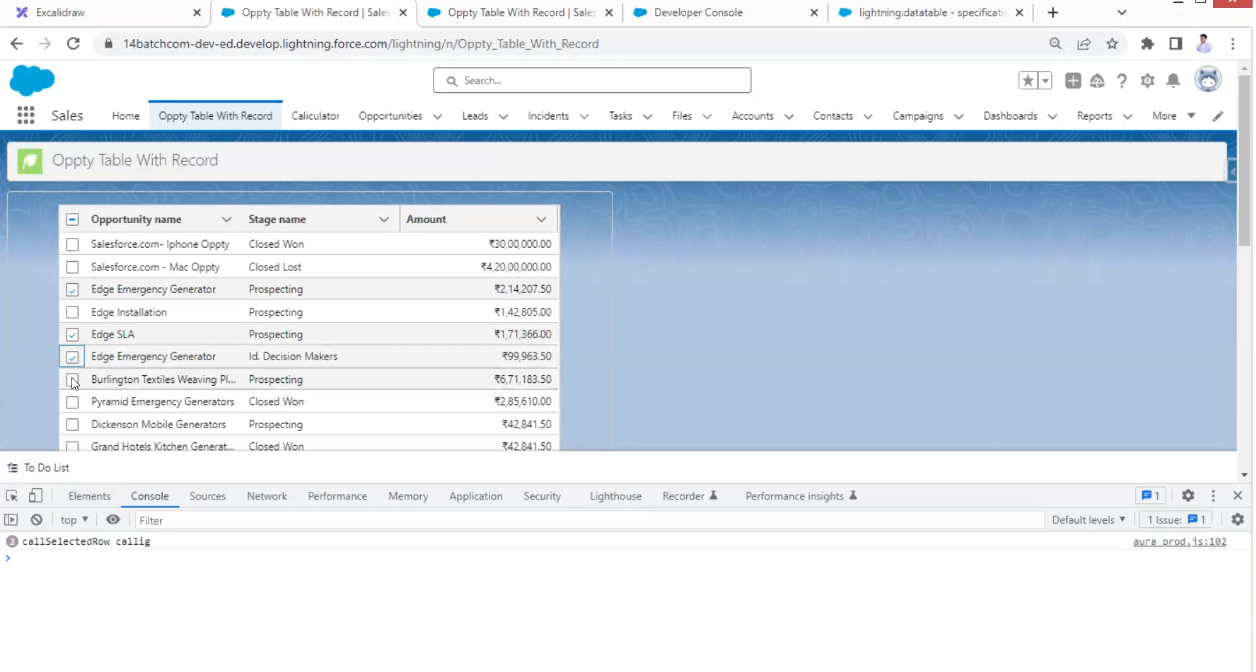 Excalidraw
Oppty Table With Record | Sales
Oppty Table With Record | Sales
Developer Console
lightning:datatable - specificati
14batchcom-dev-ed.develop.lightning.force.com/lightning/n/Oppty_Table_With_Record
Search...
Sales Home Oppty Table With Record Calculator Opportunities Leads Incidents Tasks Files Accounts Contacts Campaigns Dashboards Reports More
Oppty Table With Record
Opportunity name Stage name Amount
Salesforce.com- Iphone Oppty Closed Won ₹30,00,000.00
Salesforce.com - Mac Oppty Closed Lost ₹4,20,00,000.00
Edge Emergency Generator Prospecting ₹2,14,207.50
Edge Installation Prospecting ₹1,42,805.00
Edge SLA Prospecting ₹1,71,366.00
Edge Emergency Generator Id. Decision Makers ₹99,963.50
Burlington Textiles Weaving Pl... Prospecting ₹6,71,183.50
Pyramid Emergency Generators Closed Won ₹2,85,610.00
Dickenson Mobile Generators Prospecting ₹42,841.50
Grand Hotels Kitchen Generat... Closed Won ₹42,841.50
To Do List
Elements Console Sources Network Performance Memory Application Security Lighthouse Recorder Performance insights 1
top Filter Default levels 1 Issue: 1
3 callSelectedRow callig aura_prod.js:102